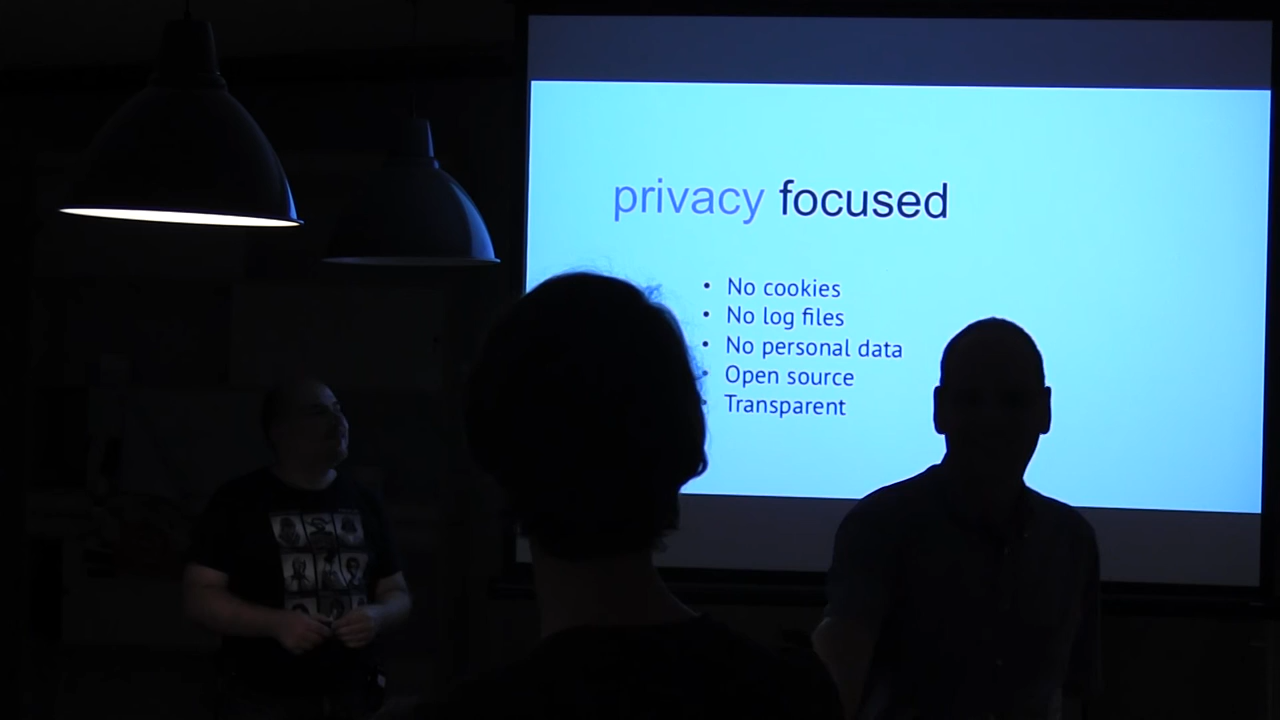 privacy focused
• No cookies
• No log files
• No personal data
• Open source
• Transparent